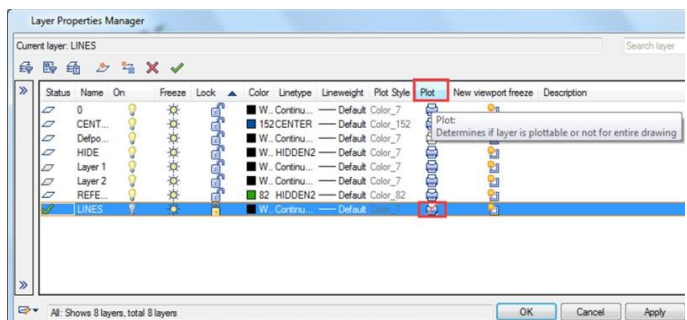 Layer Properties Manager
Current layer: LINES
Search layer
Status Name On Freeze Lock Color Linetype Lineweight Plot Style Plot New viewport freeze Description
0 W.. Continu... Default Color_7
CENT... 152 CENTER Default Color_152
Defpo... W.. Continu... Default Color_7
HIDE W.. HIDDEN2 Default Color_7
Layer 1 W.. Continu... Default Color_7
Layer 2 W.. Continu... Default Color_7
REFE... 82 HIDDEN2 Default Color_82
LINES W.. Continu... Default Color_7
Plot:
Determines if layer is plottable or not for entire drawing
All: Shows 8 layers, total 8 layers
OK Cancel Apply